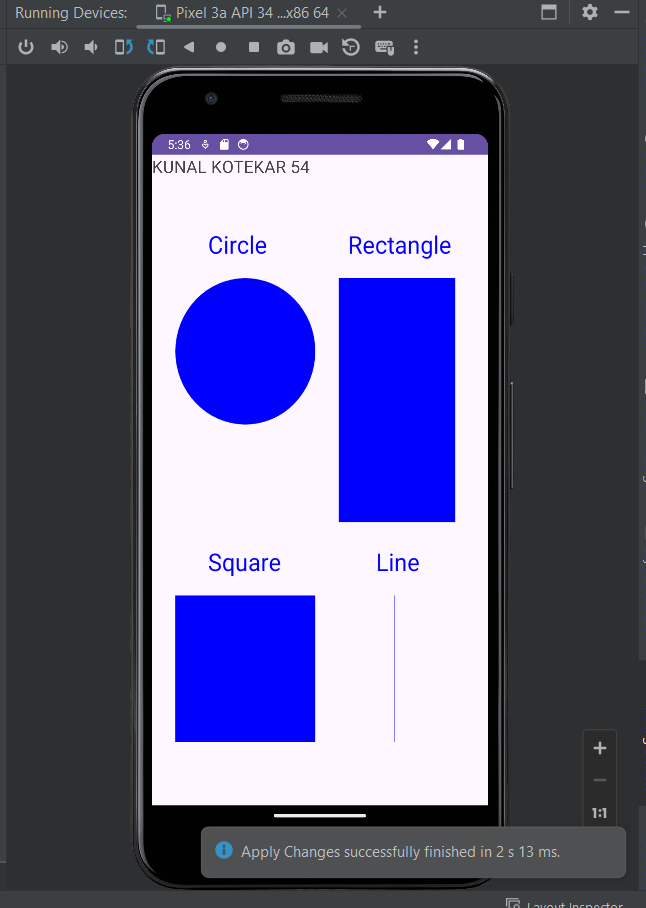 Running Devices: Pixel 3a API 34 ...x86 64
5:36
KUNAL KOTEKAR 54
Circle Rectangle
Square Line
1:1
Apply Changes successfully finished in 2 s 13 ms.
Layout Inspector